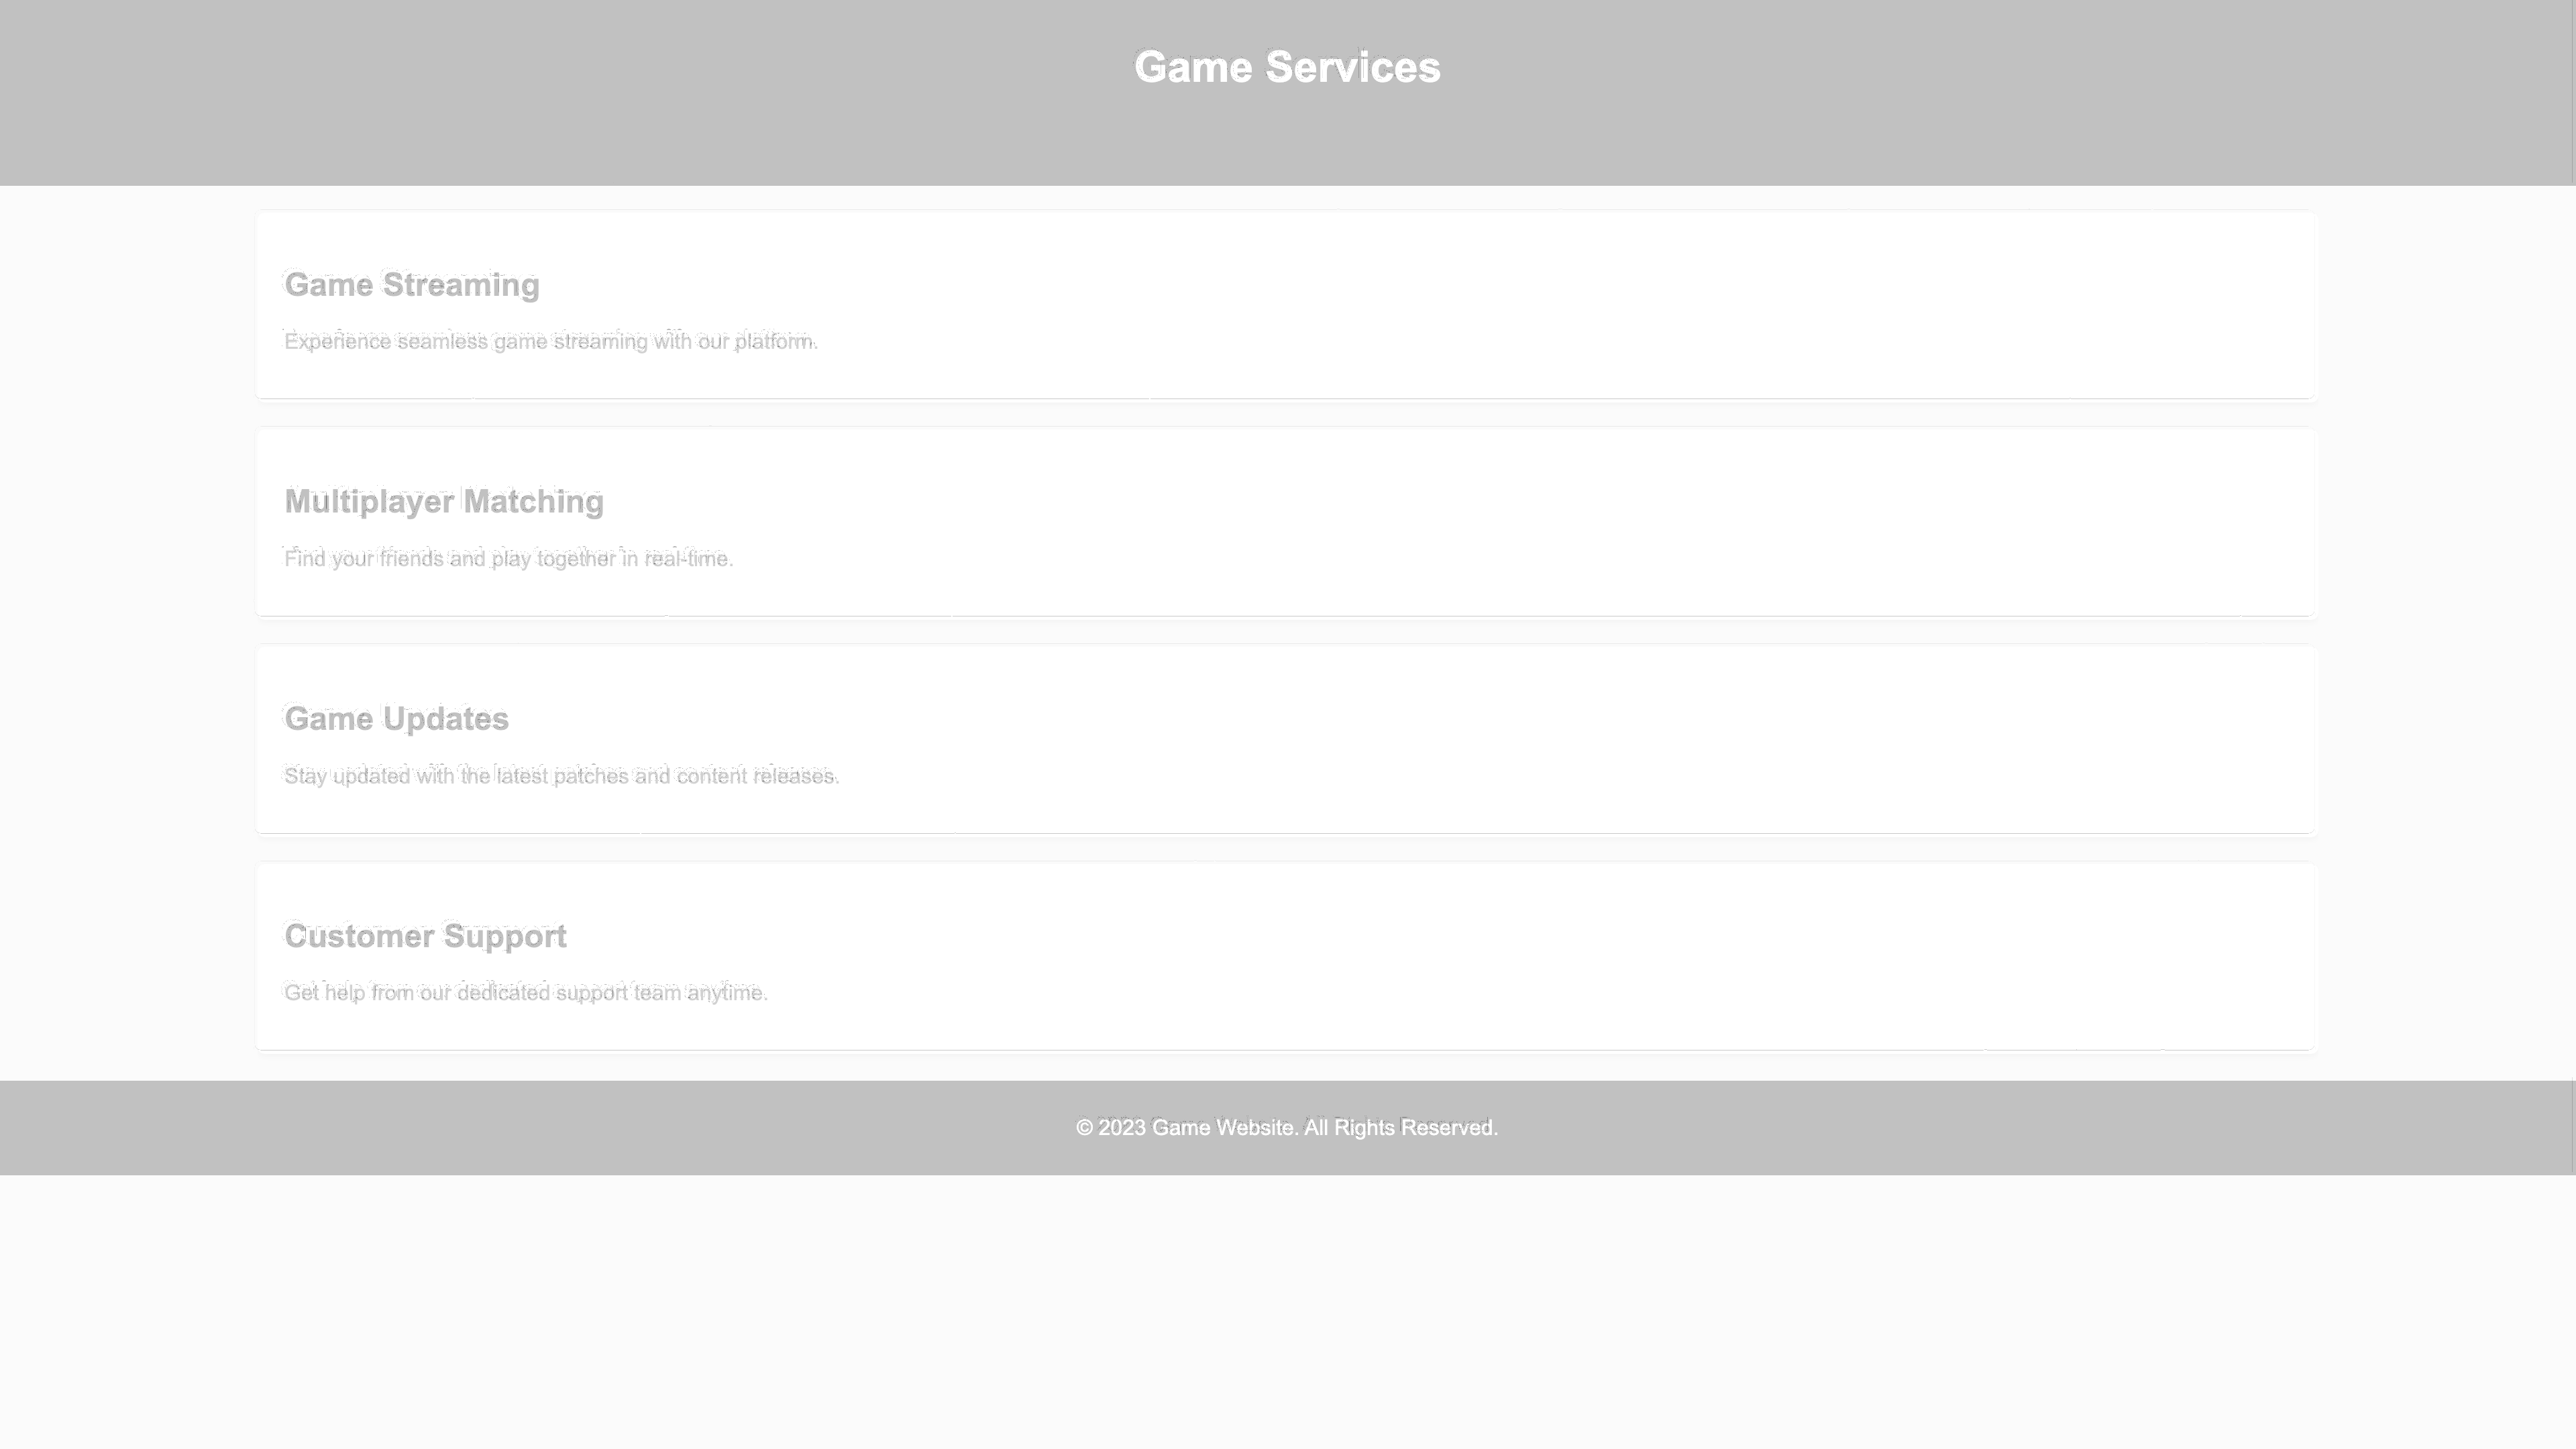 Game Services
Game Streaming
Experience seamless game streaming with our platform.
Multiplayer Matching
Find your friends and play together in real-time.
Game Updates
Stay updated with the latest patches and content releases.
Customer Support
Get help from our dedicated support team anytime.
© 2023 Game Website. All Rights Reserved.